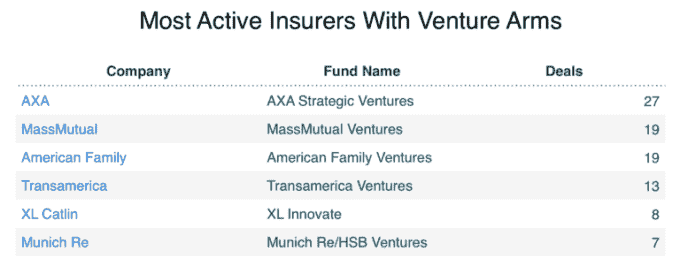 Most Active Insurers With Venture Arms
Company Fund Name Deals
AXA AXA Strategic Ventures 27
MassMutual MassMutual Ventures 19
American Family American Family Ventures 19
Transamerica Transamerica Ventures 13
XL Catlin XL Innovate 8
Munich Re Munich Re/HSB Ventures 7